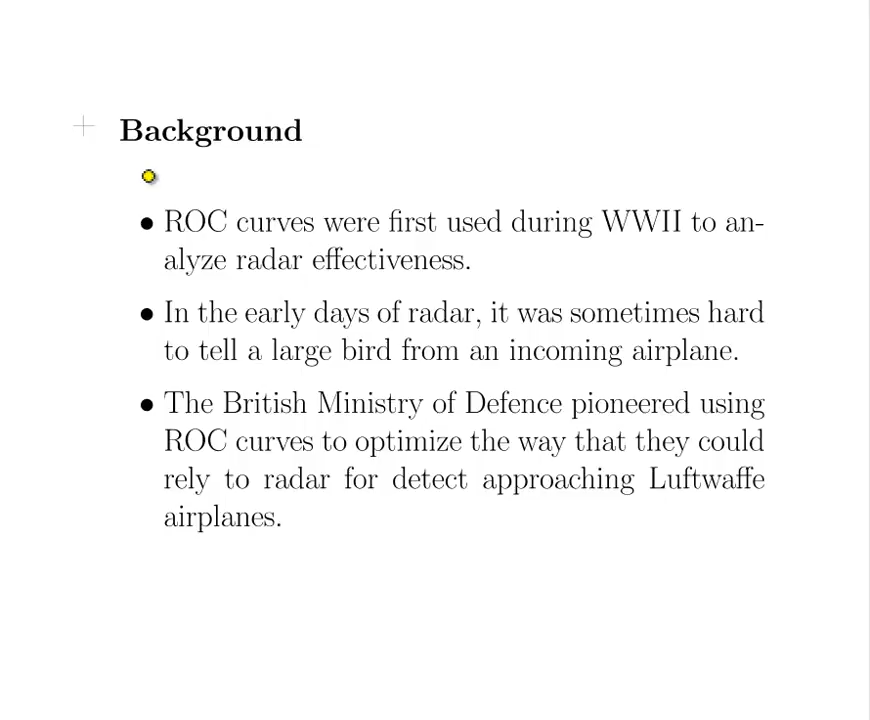 Background
• ROC curves were first used during WWII to an-
alyze radar effectiveness.
• In the early days of radar, it was sometimes hard
to tell a large bird from an incoming airplane.
• The British Ministry of Defence pioneered using
ROC curves to optimize the way that they could
rely to radar for detect approaching Luftwaffe
airplanes.